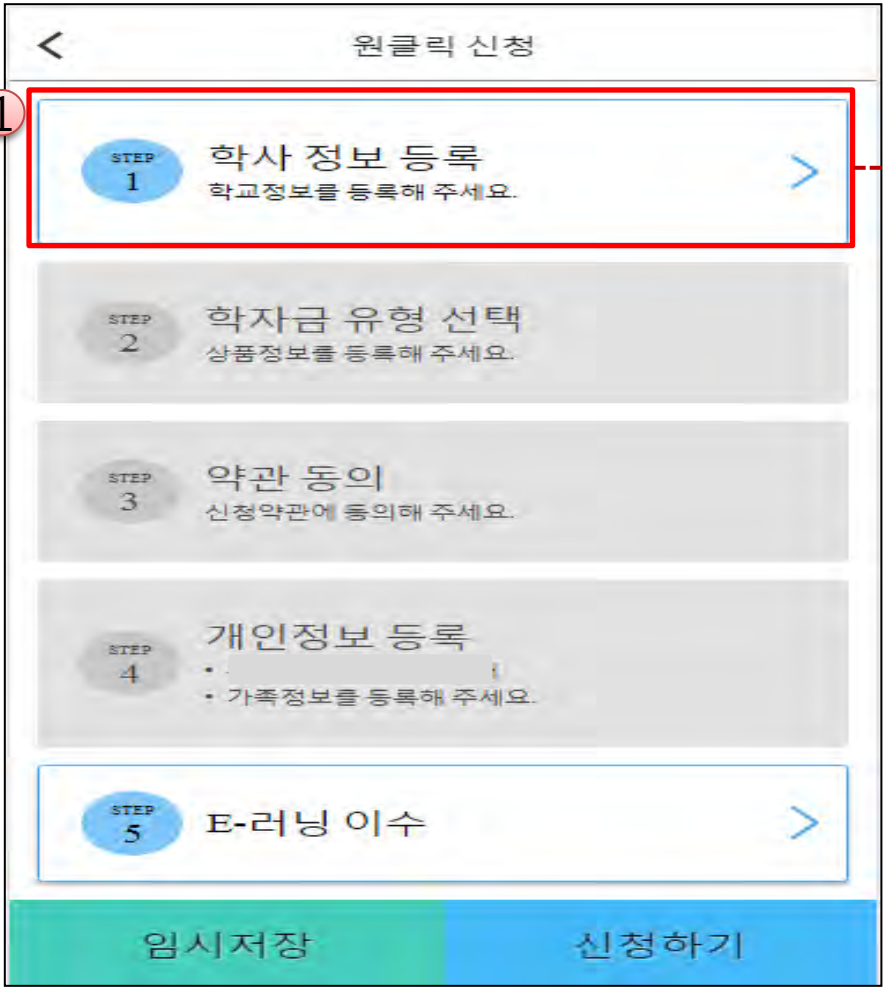 원클릭 신청
1
STEP
1
학사 정보 등록
학교정보를 등록해 주세요.
STEP
2
학자금 유형 선택
상품정보를 등록해 주세요.
STEP
3
약관 동의
신청약관에 동의해 주세요.
STEP
4
개인정보 등록
• 가족정보를 등록해 주세요.
STEP
5
E-러닝 이수
임시저장
신청하기